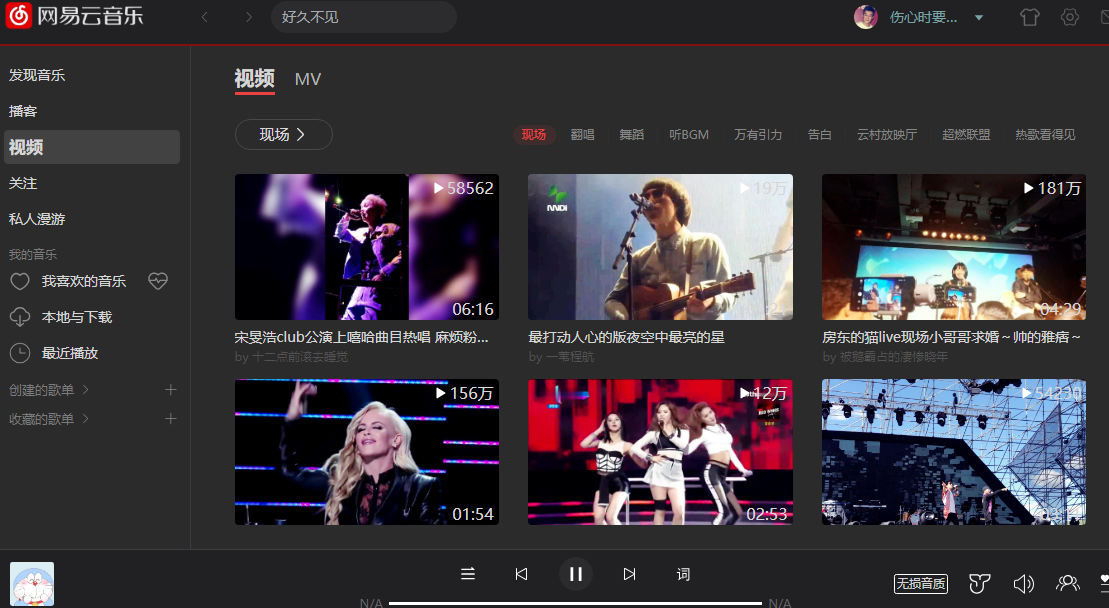 网易云音乐
好久不见
伤心时要...
发现音乐
播客
视频
关注
私人漫游
我的音乐
我喜欢的音乐
本地与下载
最近播放
创建的歌单
收藏的歌单
视频 MV
现场
现场 翻唱 舞蹈 听BGM 万有引力 告白 云村放映厅 超燃联盟 热歌看得见
58562
06:16
宋旻浩club公演上嘻哈曲目热唱 麻烦粉...
by 十二点前滚去睡觉
19万
最打动人心的版夜空中最亮的星
by 一苇程航
181万
04:29
房东的猫live现场小哥哥求婚～帅的雅痞～
by 被鹅霸占的凄惨晚年
156万
01:54
12万
02:53
54230
词
无损音质
N/A
N/A